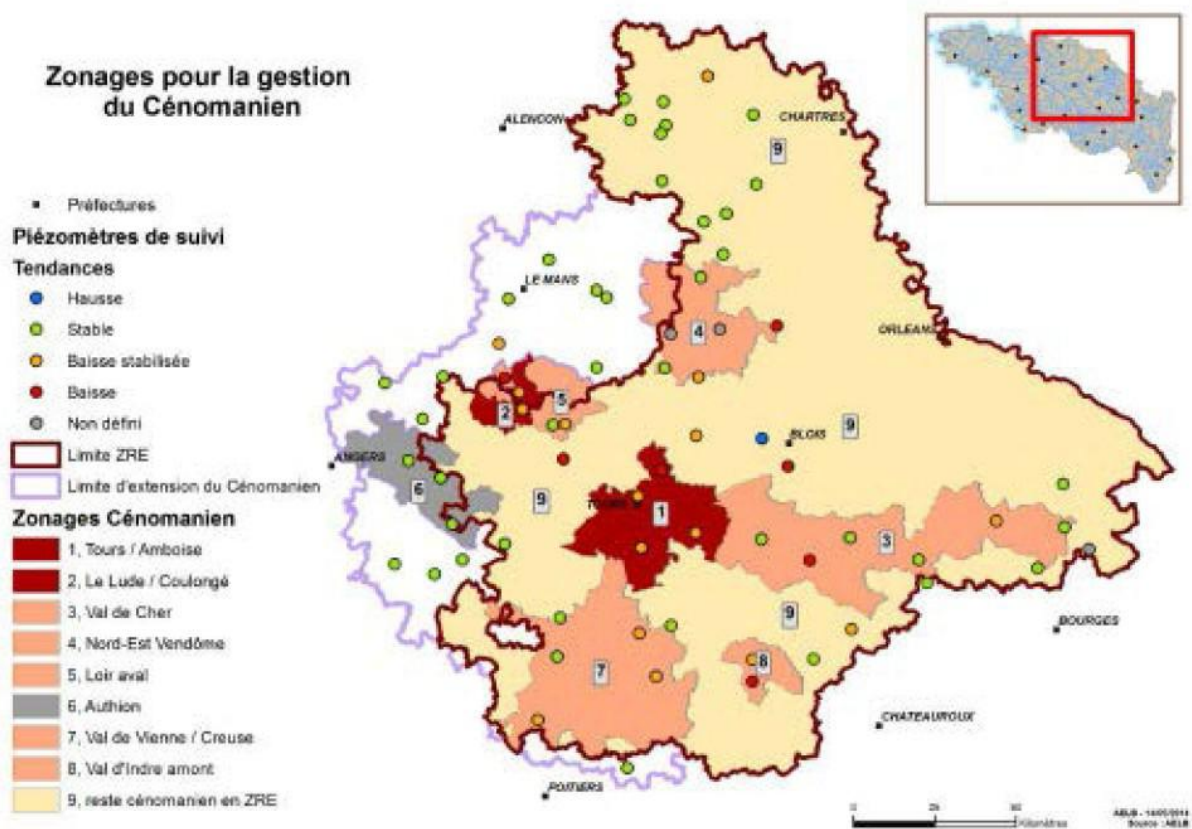 Zonages pour la gestion
du Cénomanien
Préfectures
Piézomètres de suivi
Tendances
Hausse
Stable
Baisse stabilisée
Baisse
Non défini
Limite ZRE
Limite d'extension du Cénomanien
Zonages Cénomanien
1, Tours / Amboise
2, Le Lude / Coulongé
3, Val de Cher
4, Nord-Est Vendôme
5, Loir aval
6, Authion
7, Val de Vienne / Creuse
8, Val d'Indre amont
9, reste cénomanien en ZRE
ALENCON
CHARTRES
9
LE MANS
4
ORLEANS
2
5
9
BLOIS
ANGERS
6
9
TOURS
1
3
9
BOURGES
7
8
CHATEAUROUX
POITIERS
0
Kilomètres
Source : AELB